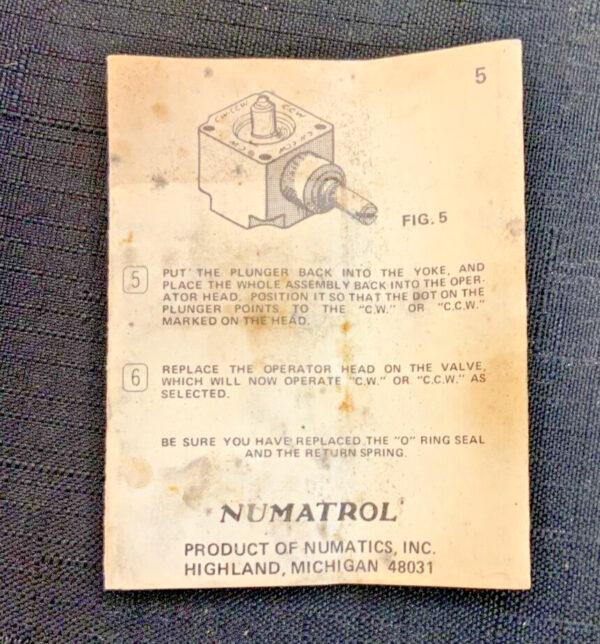 5
CW-CCW
CCW
CW
CCW
FIG. 5
5
PUT THE PLUNGER BACK INTO THE YOKE, AND
PLACE THE WHOLE ASSEMBLY BACK INTO THE OPER-
ATOR HEAD. POSITION IT SO THAT THE DOT ON THE
PLUNGER POINTS TO THE "C.W." OR "C.C.W."
MARKED ON THE HEAD.
6
REPLACE THE OPERATOR HEAD ON THE VALVE,
WHICH WILL NOW OPERATE "C.W." OR "C.C.W." AS
SELECTED.
BE SURE YOU HAVE REPLACED THE "O" RING SEAL
AND THE RETURN SPRING.
NUMATROL
PRODUCT OF NUMATICS, INC.
HIGHLAND, MICHIGAN 48031